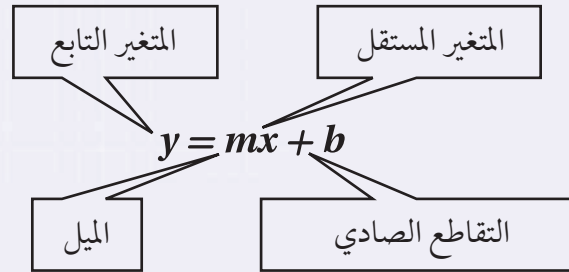 المتغير المستقل
المتغير التابع
y = mx + b
التقاطع الصادي
الميل